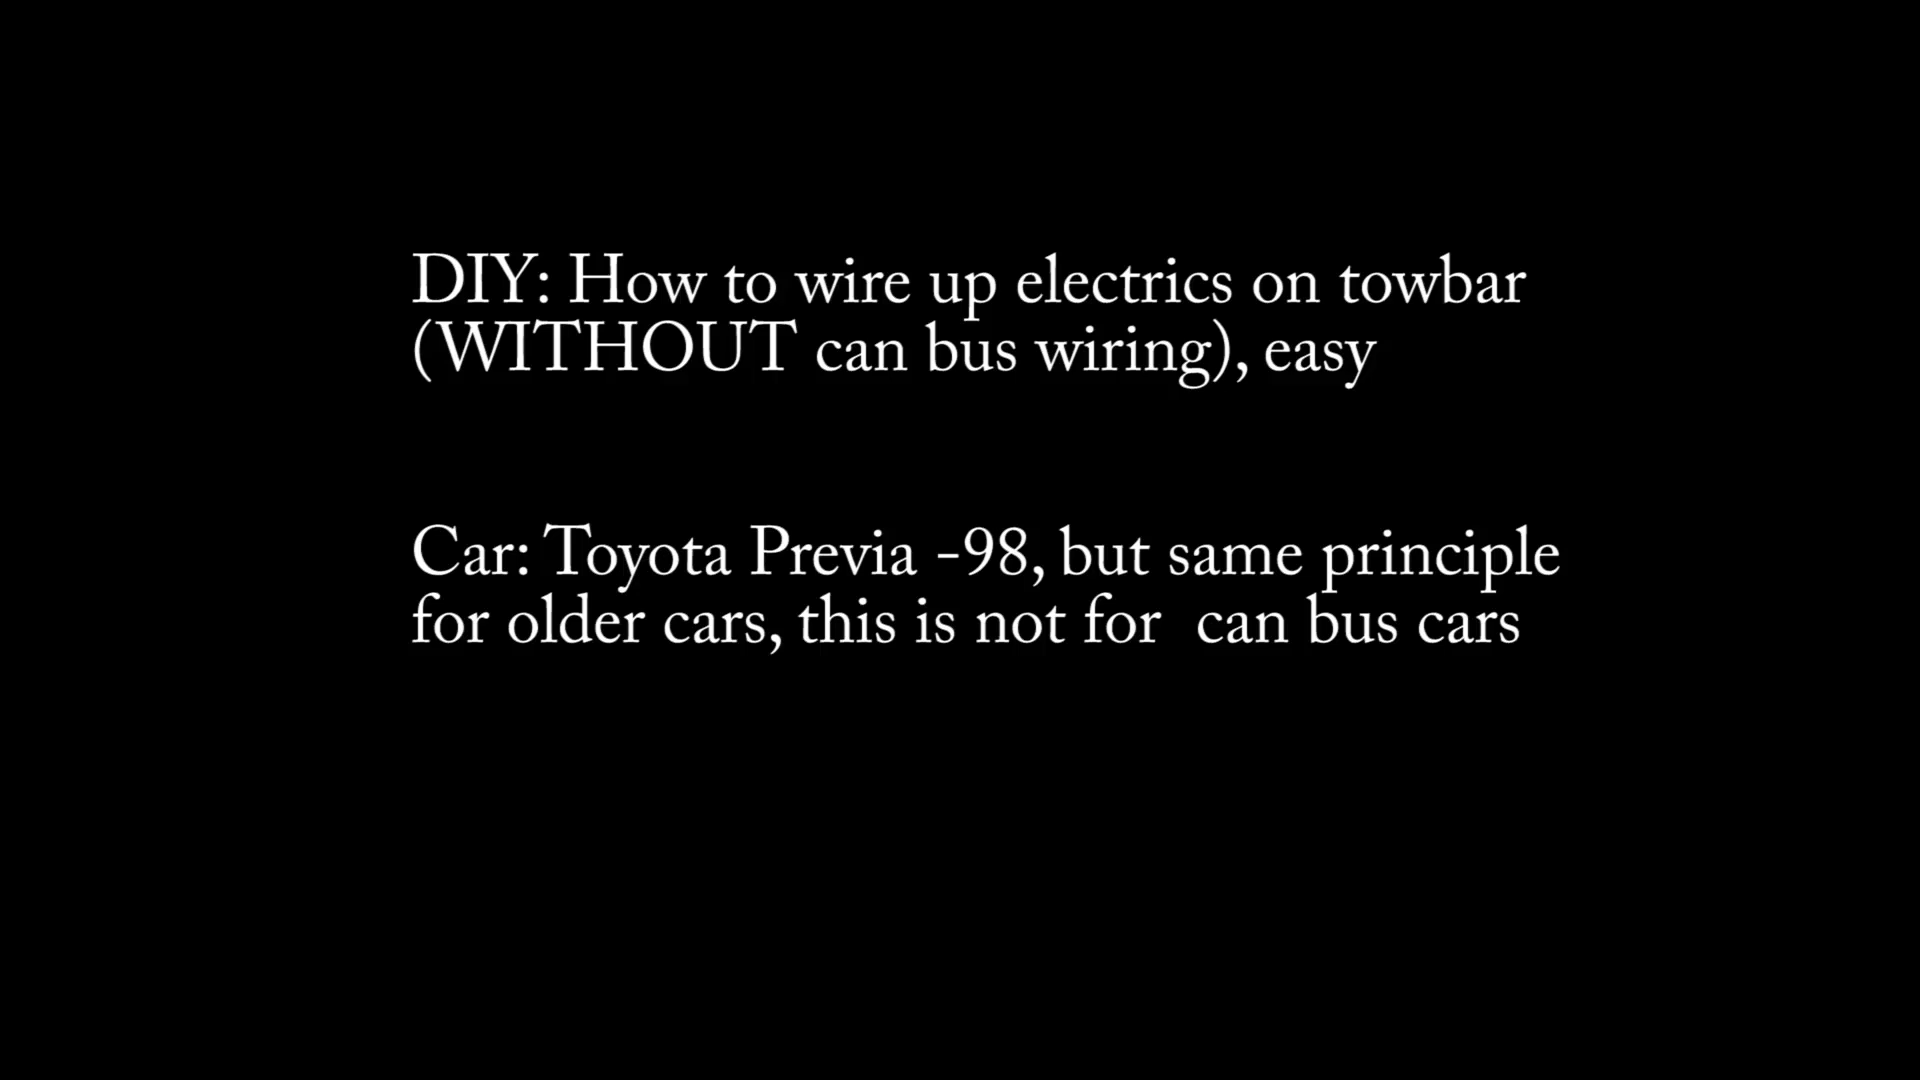 DIY: How to wire up electrics on towbar
(WITHOUT can bus wiring), easy
Car: Toyota Previa -98, but same principle
for older cars, this is not for  can bus cars